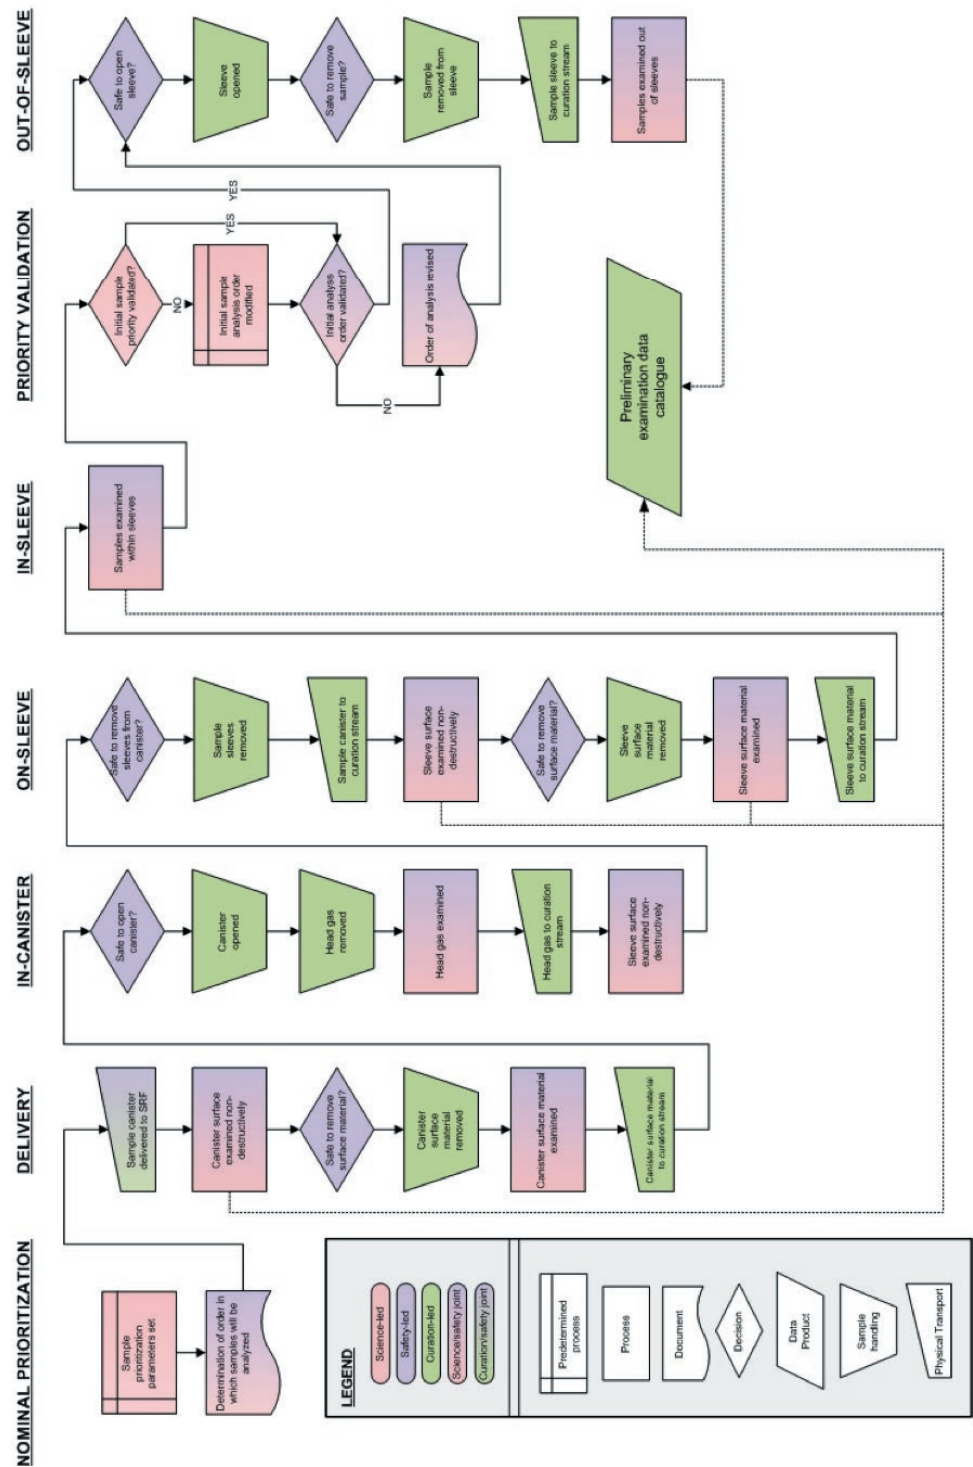 NOMINAL PRIORITIZATION
Sample
prioritization
parameters set
Determination of order in
which samples will be
analyzed
DELIVERY
Sample canister
delivered to SRF
Canister surface
examined non-
destructively
Safe to remove
surface material?
Canister
surface
material
removed
Canister surface material
examined
Canister surface material
to curation stream
IN-CANISTER
Safe to open
canister?
Canister
opened
Head gas
removed
Head gas examined
Head gas to curation
stream
Sleeve surface
examined non-
destructively
ON-SLEEVE
Safe to remove
sleeves from
canister?
Sample
sleeves
removed
Sample canister to
curation stream
Sleeve surface
examined non-
destructively
Safe to remove
surface material?
Sleeve
surface
material
removed
Sleeve surface material
examined
Sleeve surface material
to curation stream
IN-SLEEVE
Samples examined
within sleeves
PRIORITY VALIDATION
Initial sample
priority validated?
YES
NO
Initial sample
analysis order
modified
Initial analysis
order validated?
YES
NO
Order of analysis revised
OUT-OF-SLEEVE
Safe to open
sleeve?
Sleeve
opened
Safe to remove
sample?
Sample
removed from
sleeve
Sample sleeve to
curation stream
Samples examined out
of sleeves
Preliminary
examination data
catalogue
LEGEND
Science-led
Safety-led
Curation-led
Science/safety joint
Curation/safety joint
Predetermined
process
Process
Document
Decision
Data
Product
Sample
handling
Physical Transport